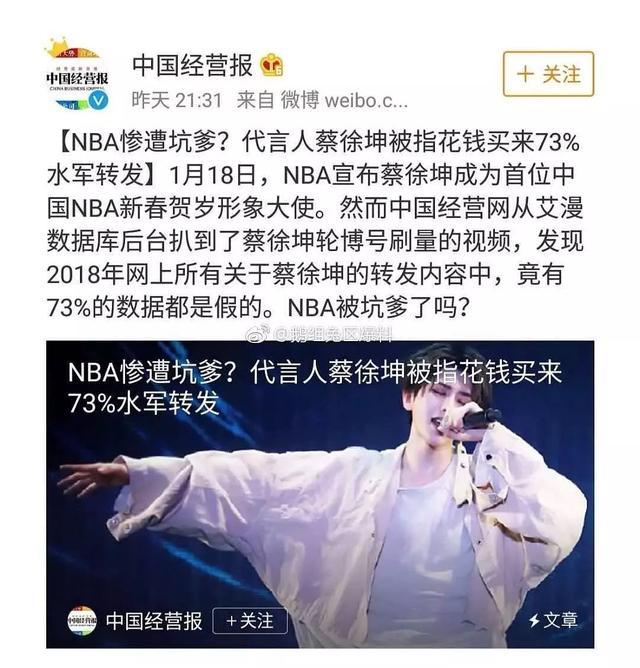 中国经营报
中国经营报
CHINA BUSINESS JOURNAL
+ 关注
昨天 21:31 来自 微博 weibo.c...
【NBA惨遭坑爹？代言人蔡徐坤被指花钱买来73%
水军转发】1月18日，NBA宣布蔡徐坤成为首位中
国NBA新春贺岁形象大使。然而中国经营网从艾漫
数据库后台扒到了蔡徐坤轮博号刷量的视频，发现
2018年网上所有关于蔡徐坤的转发内容中，竟有
73%的数据都是假的。NBA被坑爹了吗？
@鹅组兔区爆料
NBA惨遭坑爹？代言人蔡徐坤被指花钱买来
73%水军转发
中国经营报
中国经营报
+关注
文章